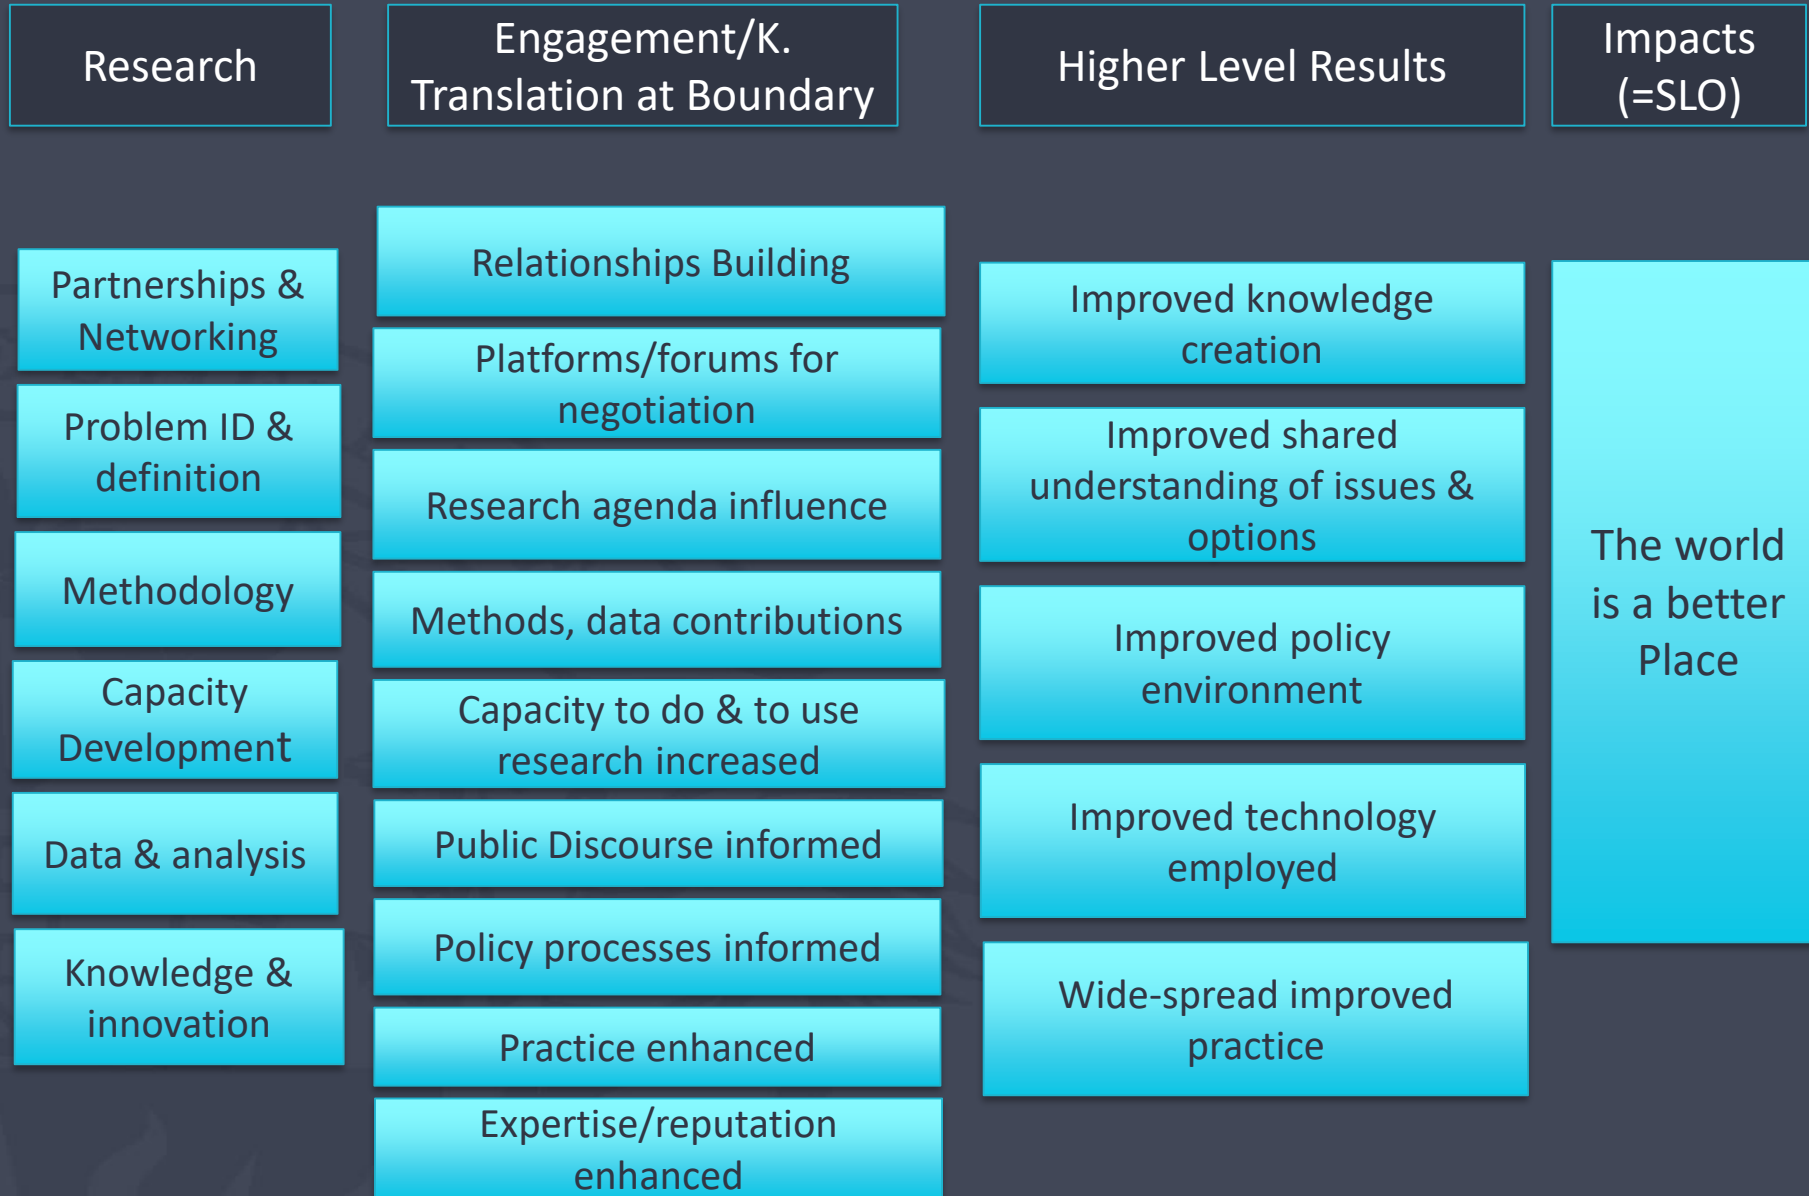 Research
Engagement/K.
Translation at Boundary
Higher Level Results
Impacts
(=SLO)
Partnerships &
Networking
Problem ID &
definition
Methodology
Capacity
Development
Data & analysis
Knowledge &
innovation
Relationships Building
Platforms/forums for
negotiation
Research agenda influence
Methods, data contributions
Capacity to do & to use
research increased
Public Discourse informed
Policy processes informed
Practice enhanced
Expertise/reputation
enhanced
Improved knowledge
creation
Improved shared
understanding of issues &
options
Improved policy
environment
Improved technology
employed
Wide-spread improved
practice
The world
is a better
Place